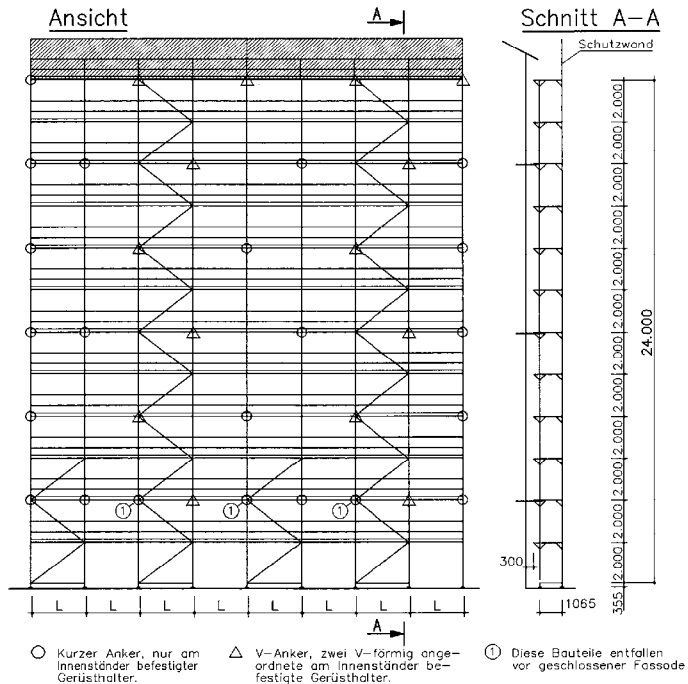 Ansicht
A
Schnitt A–A
Schutzwand
2.000
2.000
2.000
2.000
2.000
2.000
2.000
2.000
2.000
2.000
2.000
2.000
24.000
1
1
1
300
355
1065
L L L L L L L L
A
Kurzer Anker, nur am
Innenständer befestigter
Gerüsthalter.
V–Anker, zwei V–förmig ange–
ordnete am Innenständer be–
festigte Gerüsthalter.
1 Diese Bauteile entfallen
vor geschlossener Fassade